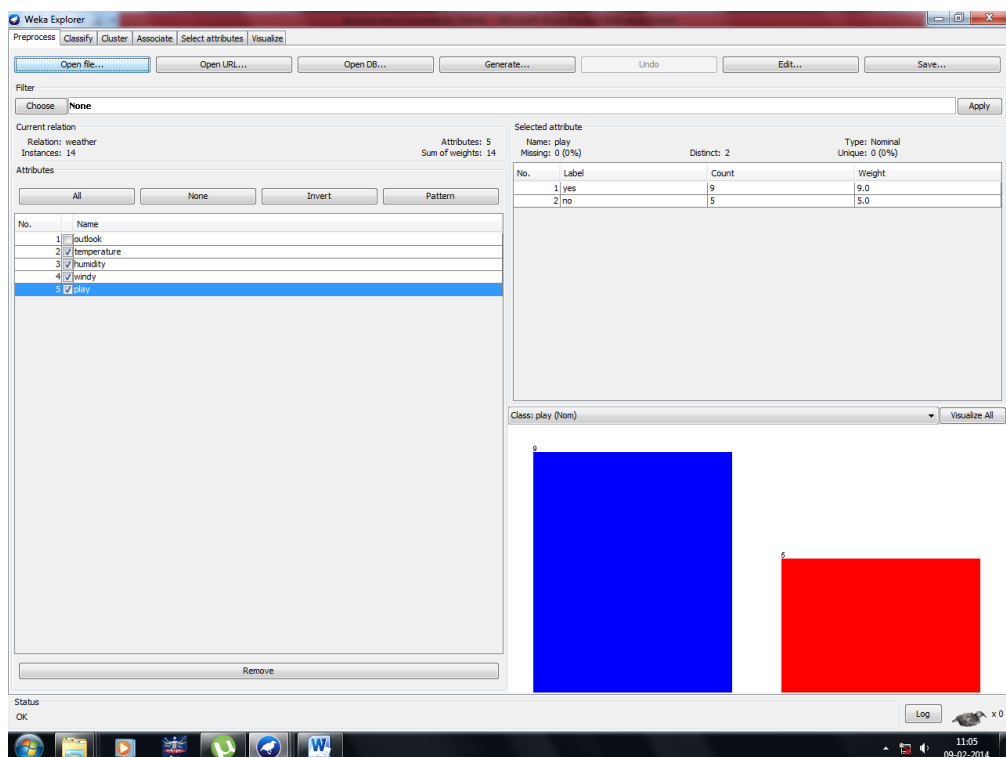 Weka Explorer
Preprocess Classify Cluster Associate Select attributes Visualize
Open file... Open URL... Open DB... Generate... Undo Edit... Save...
Filter
Choose None Apply
Current relation
Relation: weather Attributes: 5
Instances: 14 Sum of weights: 14
Attributes
All None Invert Pattern
No. Name
1 outlook
2 temperature
3 humidity
4 windy
5 play
Remove
Selected attribute
Name: play Type: Nominal
Missing: 0 (0%) Distinct: 2 Unique: 0 (0%)
No. Label Count Weight
1 yes 9 9.0
2 no 5 5.0
Class: play (Nom) Visualize All
9
5
Status
OK
Log x 0
11:05
09-02-2014